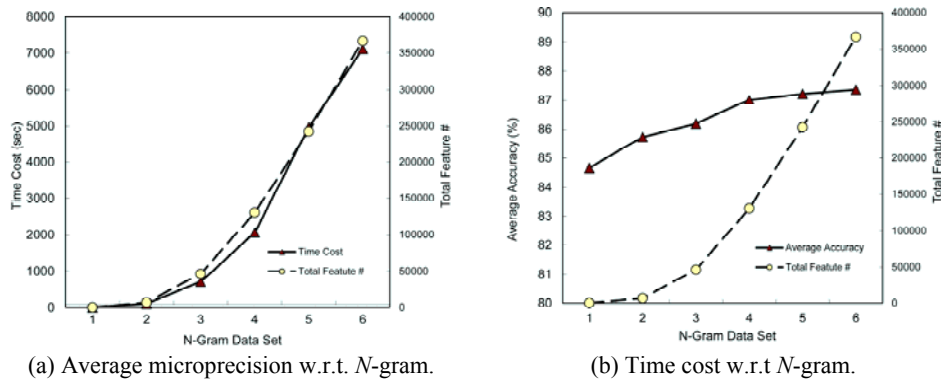 8000
7000
6000
5000
4000
3000
2000
1000
0
Time Cost (sec)
400000
350000
300000
250000
200000
150000
100000
50000
0
Total Feature #
Time Cost
Total Feature #
1 2 3 4 5 6
N-Gram Data Set
(a) Average microprecision w.r.t. N-gram.
90
89
88
87
86
85
84
83
82
81
80
Average Accuracy (%)
400000
350000
300000
250000
200000
150000
100000
50000
0
Total Feature #
Average Accuracy
Total Feature #
1 2 3 4 5 6
N-Gram Data Set
(b) Time cost w.r.t N-gram.